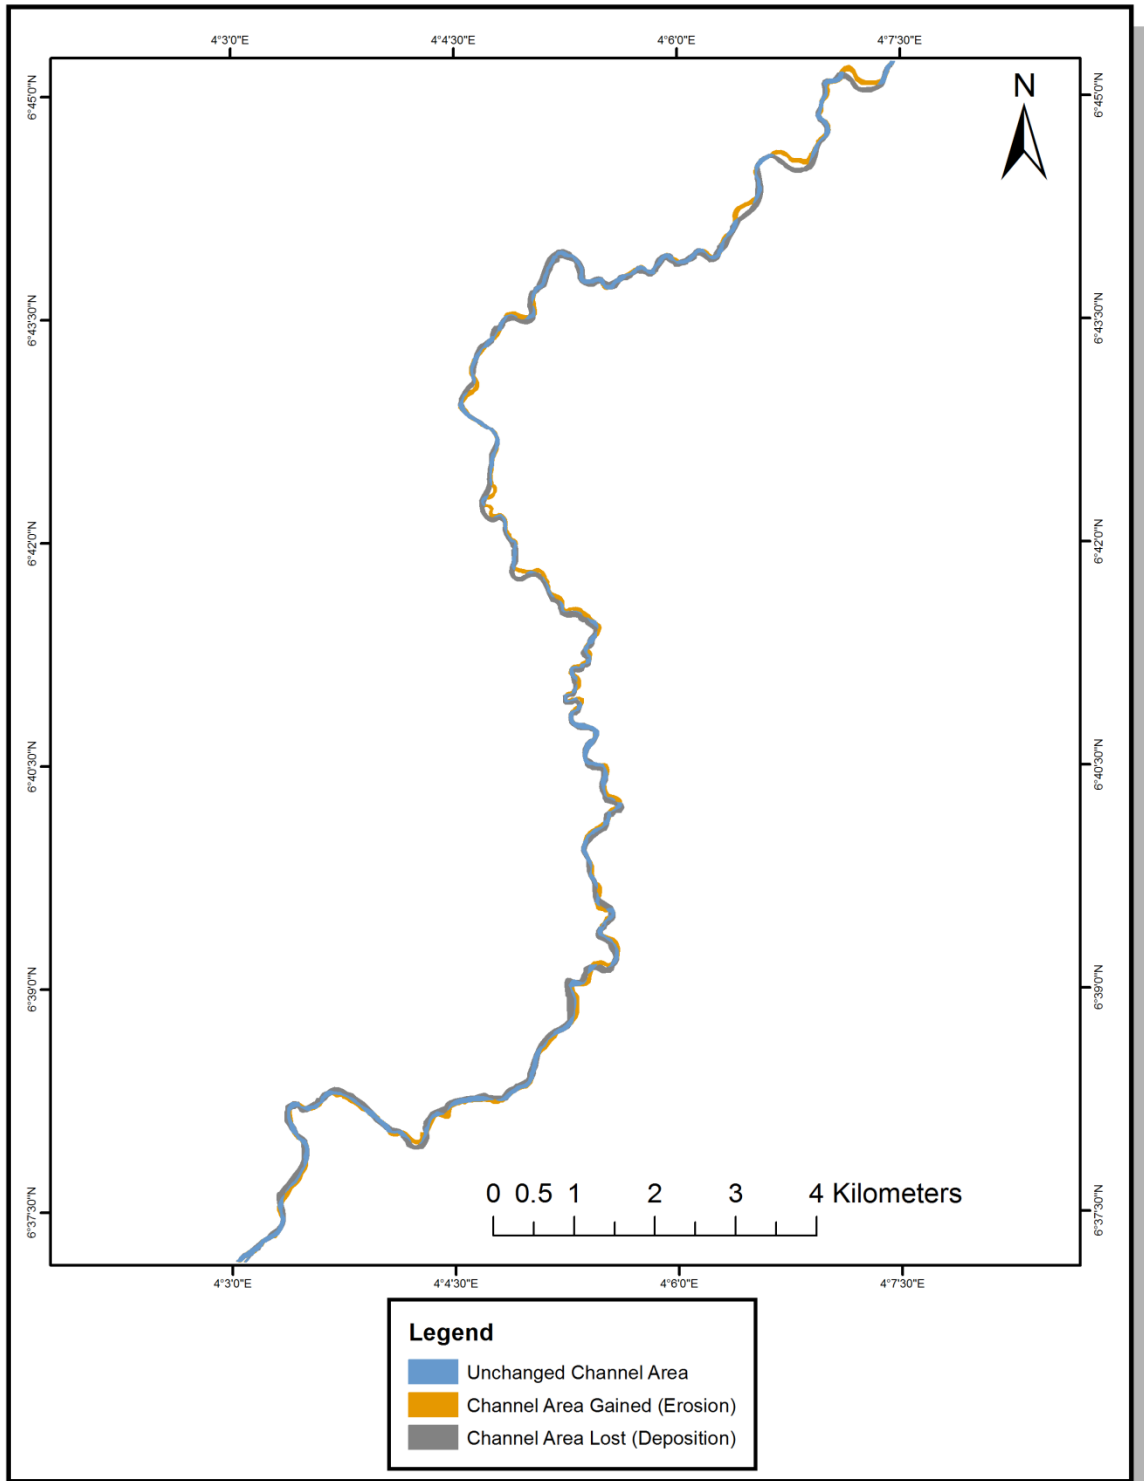 4°3'0"E 4°4'30"E 4°6'0"E 4°7'30"E
N
6°45'0"N 6°45'0"N
6°43'30"N 6°43'30"N
6°42'0"N 6°42'0"N
6°40'30"N 6°40'30"N
6°39'0"N 6°39'0"N
6°37'30"N 6°37'30"N
0 0.5 1 2 3 4 Kilometers
4°3'0"E 4°4'30"E 4°6'0"E 4°7'30"E
Legend
Unchanged Channel Area
Channel Area Gained (Erosion)
Channel Area Lost (Deposition)